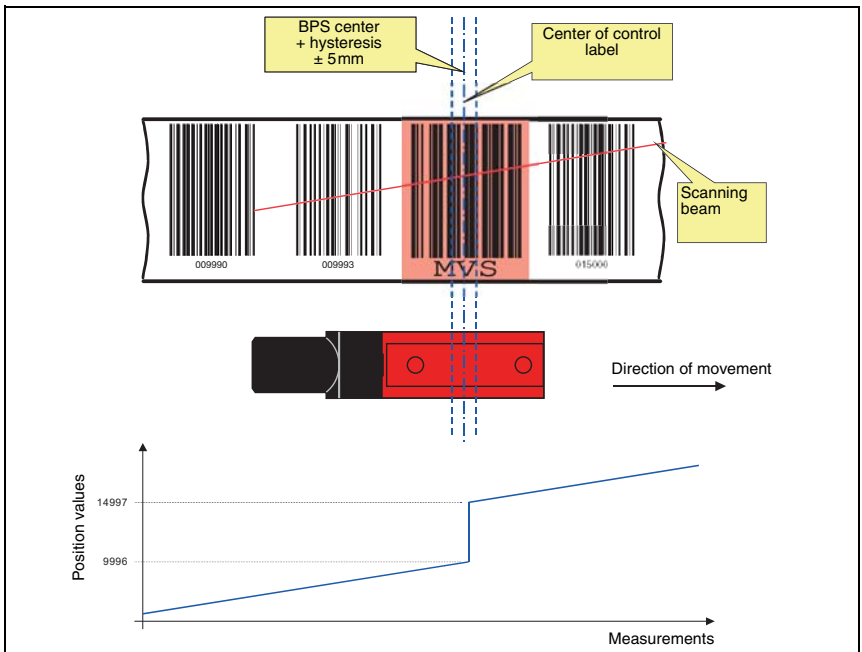 BPS center
+ hysteresis
± 5mm
Center of control
label
Scanning
beam
009990
009993
MVS
015000
Direction of movement
Position values
14997
9996
Measurements